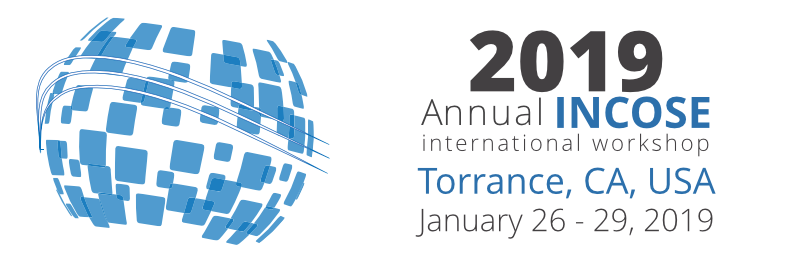 2019
Annual INCOSE
international workshop
Torrance, CA, USA
January 26 - 29, 2019